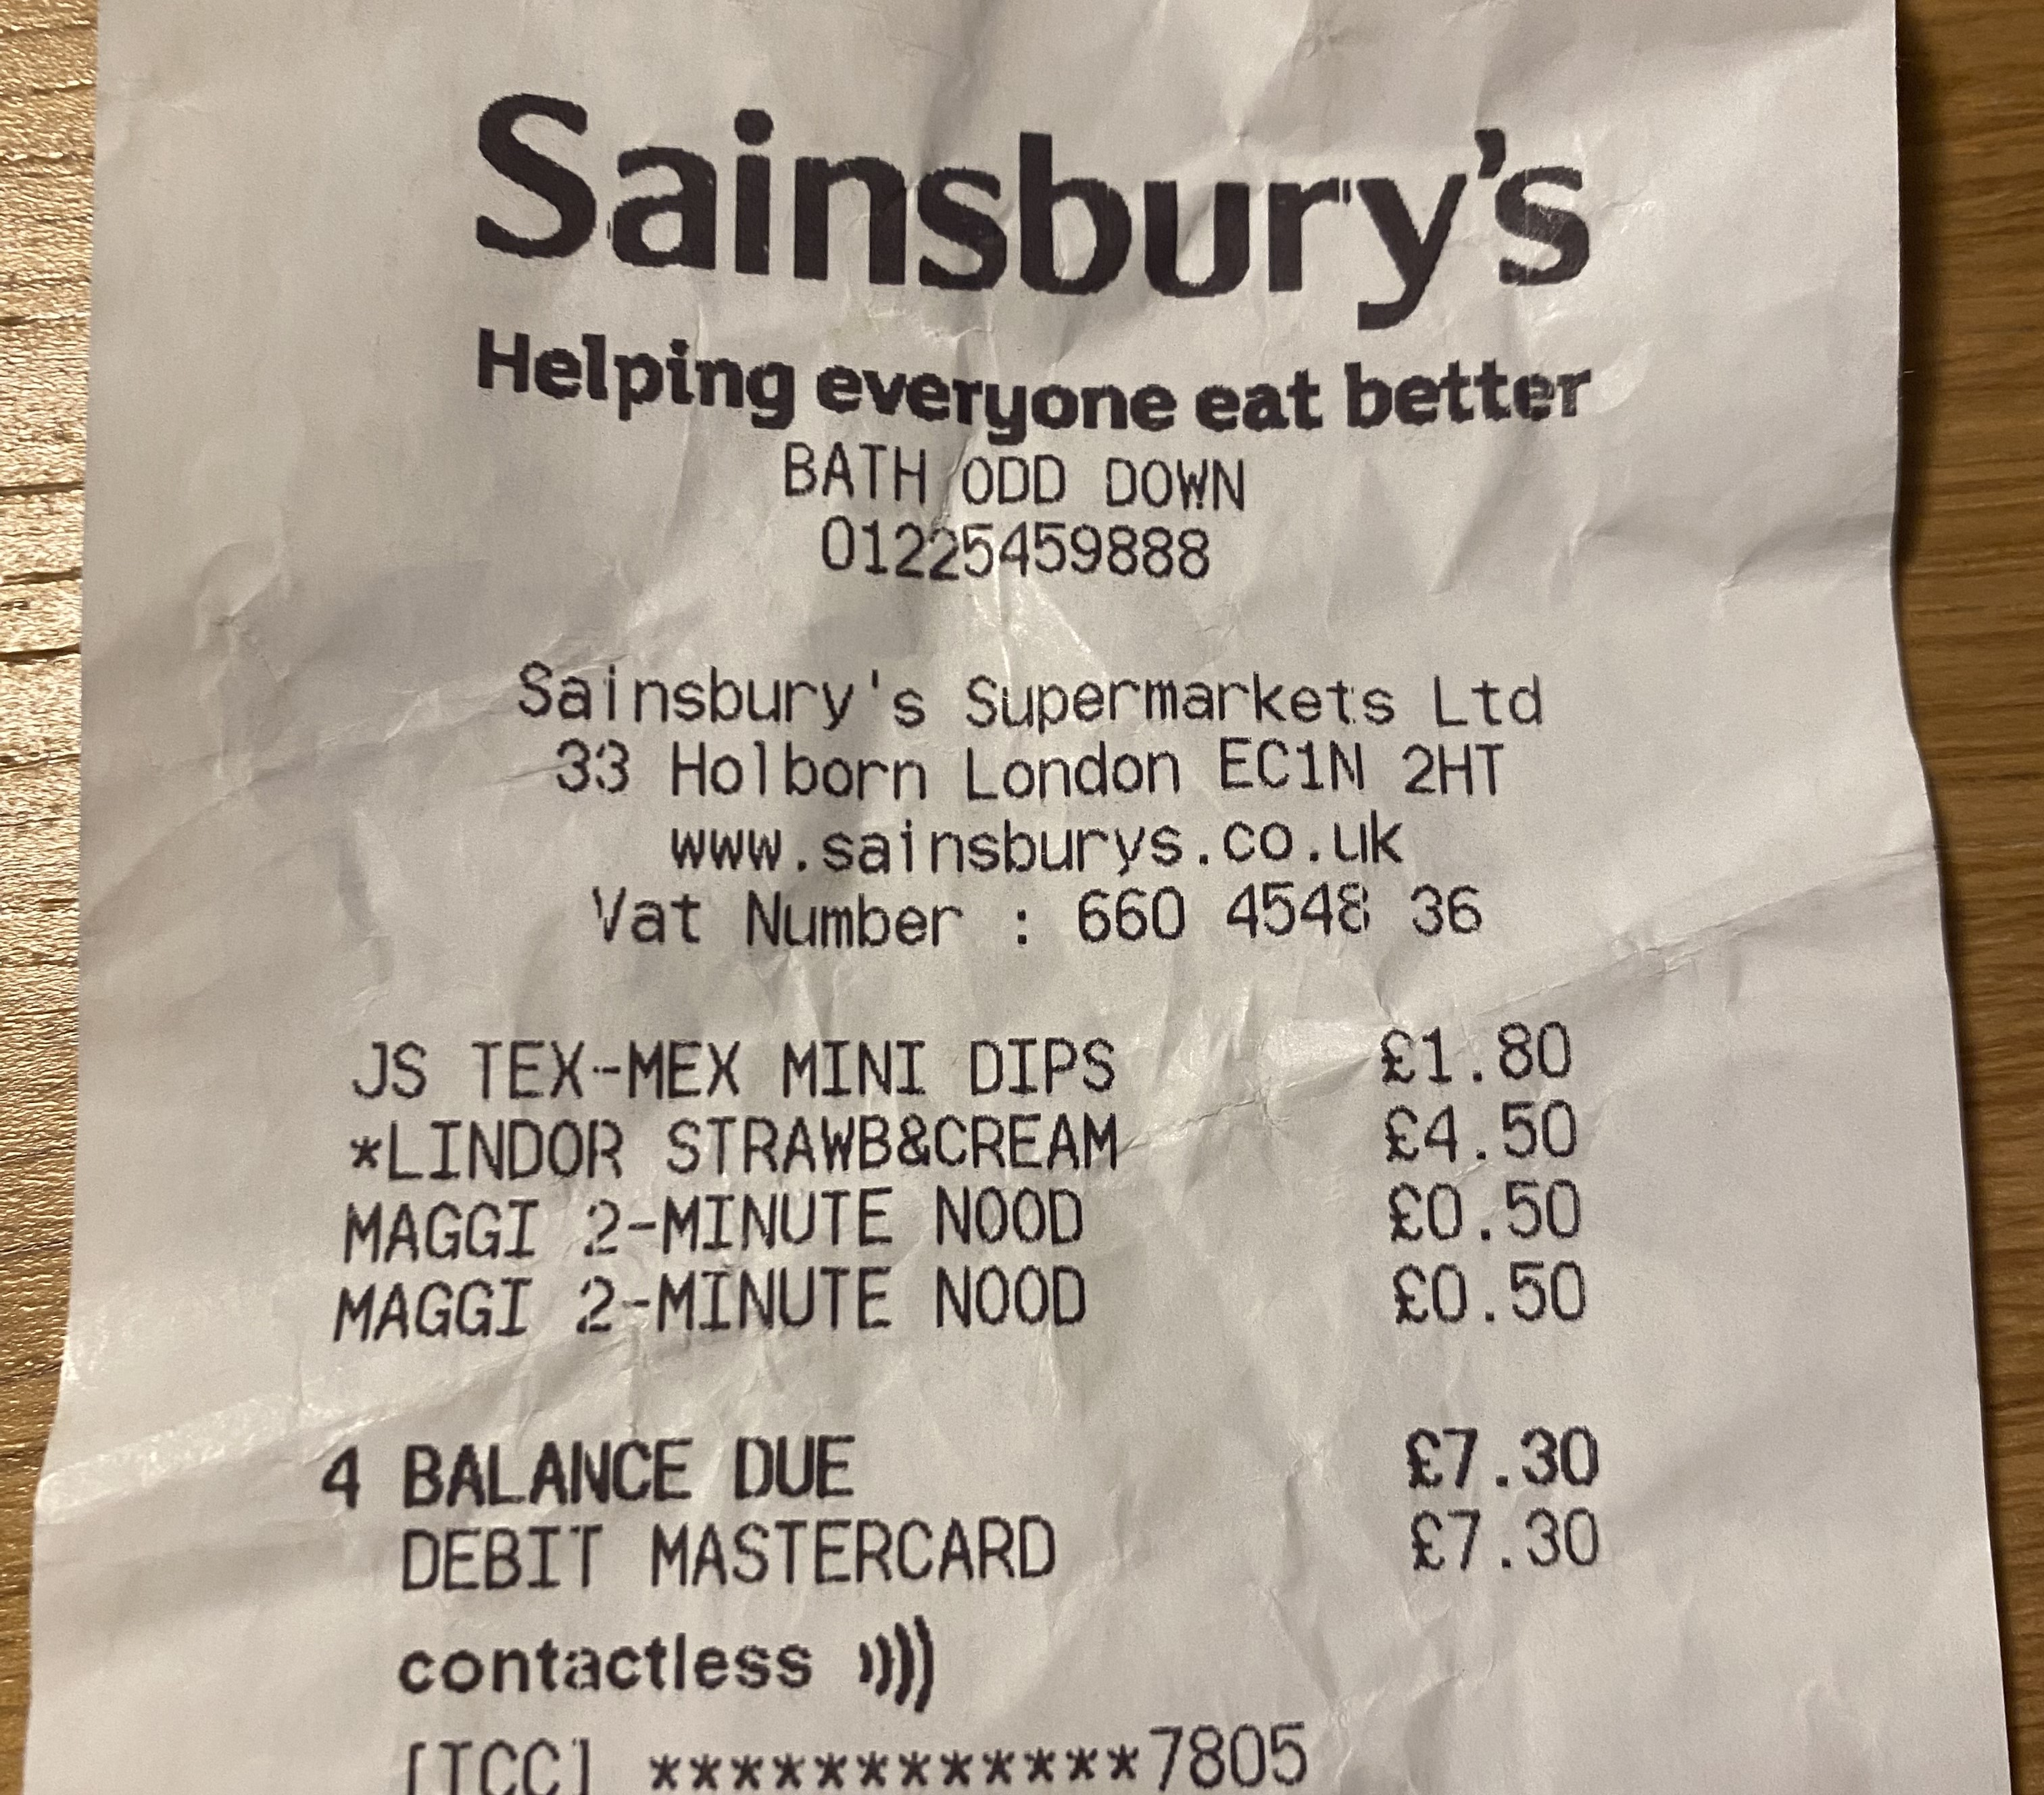 Sainsbury's
Helping everyone eat better
BATH ODD DOWN
01225459888
Sainsbury's Supermarkets Ltd
33 Holborn London EC1N 2HT
www.sainsburys.co.uk
Vat Number : 660 4548 36
JS TEX-MEX MINI DIPS £1.80
*LINDOR STRAWB&CREAM £4.50
MAGGI 2-MINUTE NOOD £0.50
MAGGI 2-MINUTE NOOD £0.50
4 BALANCE DUE £7.30
DEBIT MASTERCARD £7.30
contactless
[ICC] ************7805